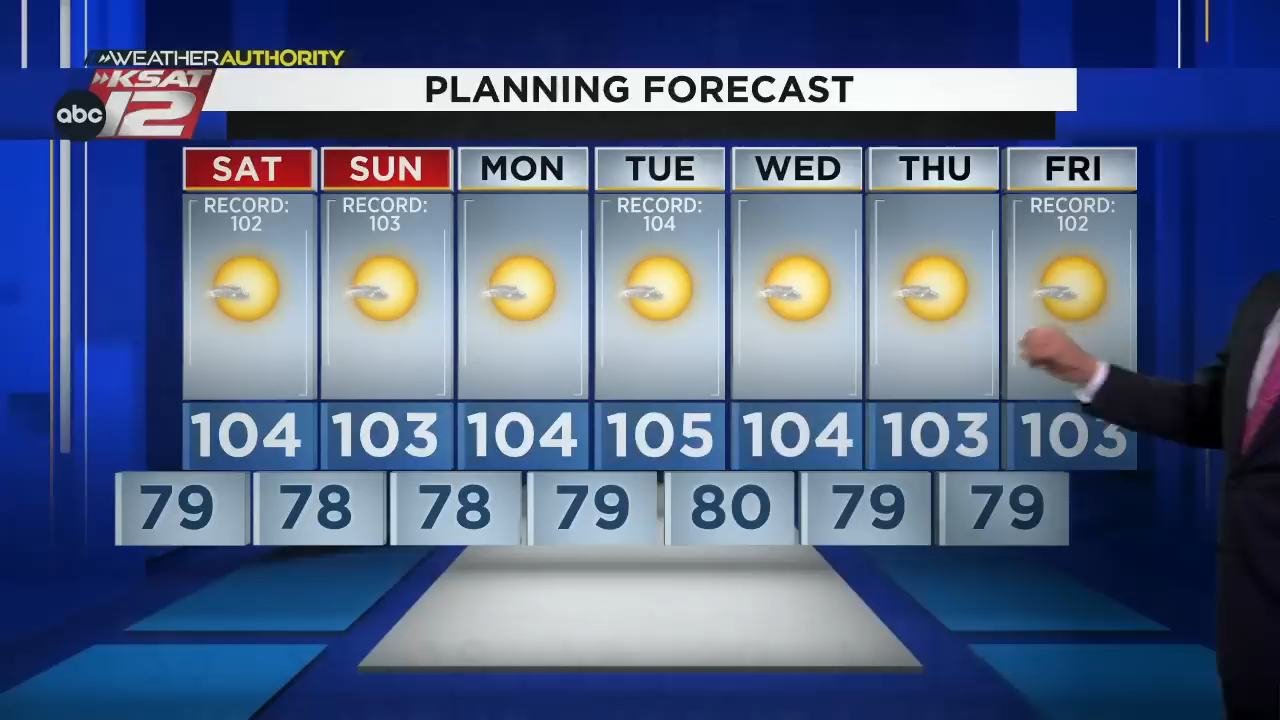 WEATHERAUTHORITY
KSAT
abc 12
PLANNING FORECAST
SAT SUN MON TUE WED THU FRI
RECORD: RECORD: RECORD: RECORD:
102 103 104 102
104 103 104 105 104 103 103
79 78 78 79 80 79 79